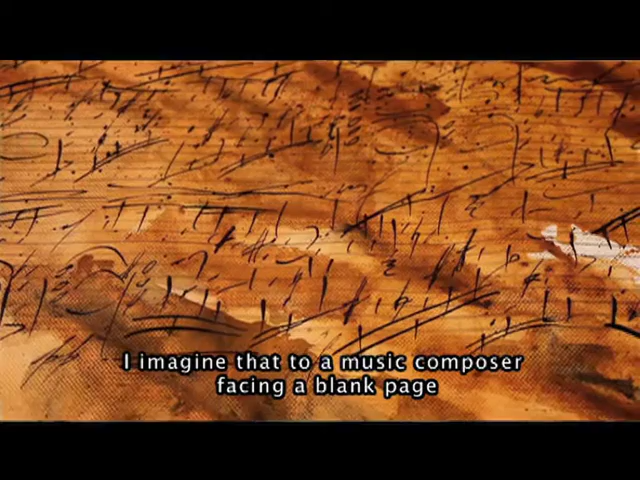 I imagine that to a music composer
facing a blank page